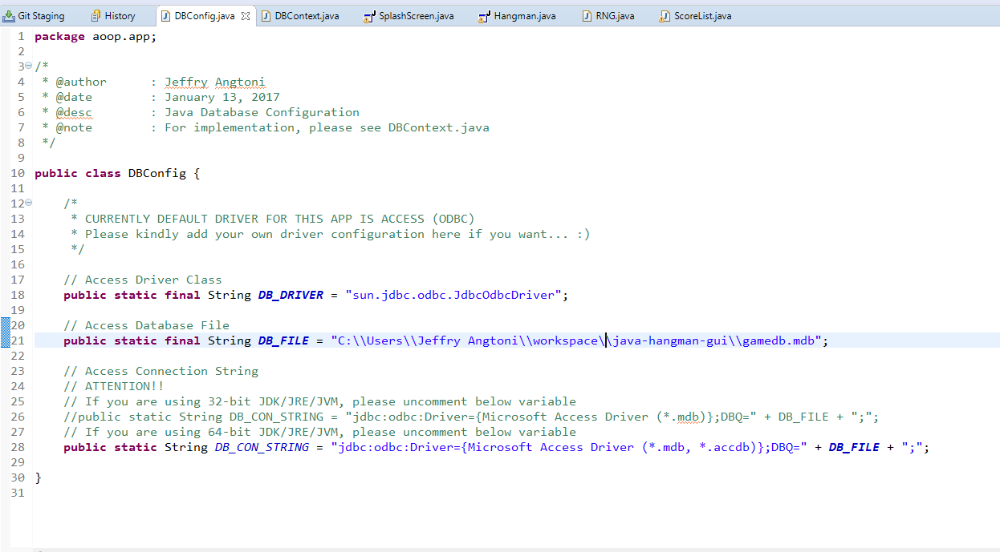 Git Staging History DBConfig.java DBContext.java SplashScreen.java Hangman.java RNG.java ScoreList.java
1 package aoop.app;
2
3 /*
4 * @author : Jeffry Angtoni
5 * @date : January 13, 2017
6 * @desc : Java Database Configuration
7 * @note : For implementation, please see DBContext.java
8 */
9
10 public class DBConfig {
11
12 /*
13 * CURRENTLY DEFAULT DRIVER FOR THIS APP IS ACCESS (ODBC)
14 * Please kindly add your own driver configuration here if you want... :)
15 */
16
17 // Access Driver Class
18 public static final String DB_DRIVER = "sun.jdbc.odbc.JdbcOdbcDriver";
19
20 // Access Database File
21 public static final String DB_FILE = "C:\\Users\\Jeffry Angtoni\\workspace\\java-hangman-gui\\gamedb.mdb";
22
23 // Access Connection String
24 // ATTENTION!!
25 // If you are using 32-bit JDK/JRE/JVM, please uncomment below variable
26 //public static String DB_CON_STRING = "jdbc:odbc:Driver={Microsoft Access Driver (*.mdb)};DBQ=" + DB_FILE + ";";
27 // If you are using 64-bit JDK/JRE/JVM, please uncomment below variable
28 public static String DB_CON_STRING = "jdbc:odbc:Driver={Microsoft Access Driver (*.mdb, *.accdb)};DBQ=" + DB_FILE + ";";
29
30 }
31